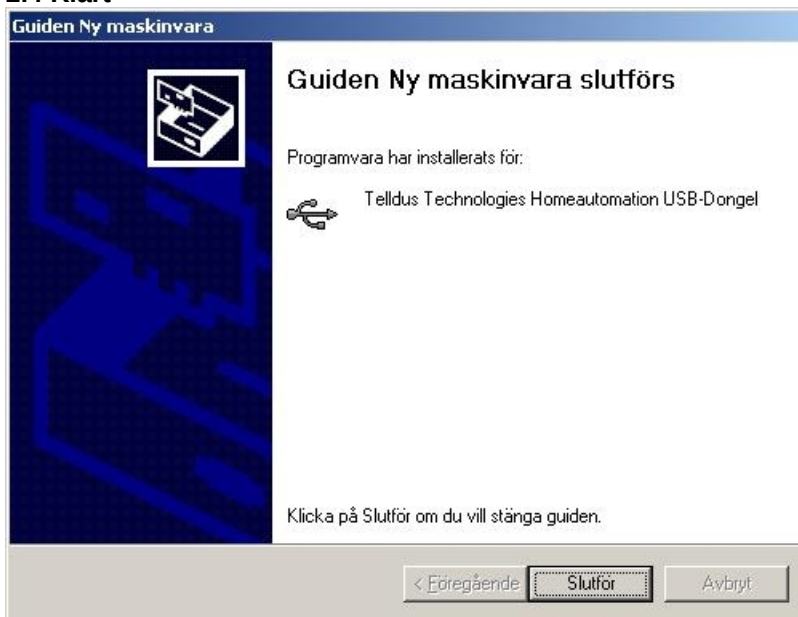 Guiden Ny maskinvara
Guiden Ny maskinvara slutförs
Programvara har installerats för:
Telldus Technologies Homeautomation USB-Dongel
Klicka på Slutför om du vill stänga guiden.
< Föregående
Slutför
Avbryt